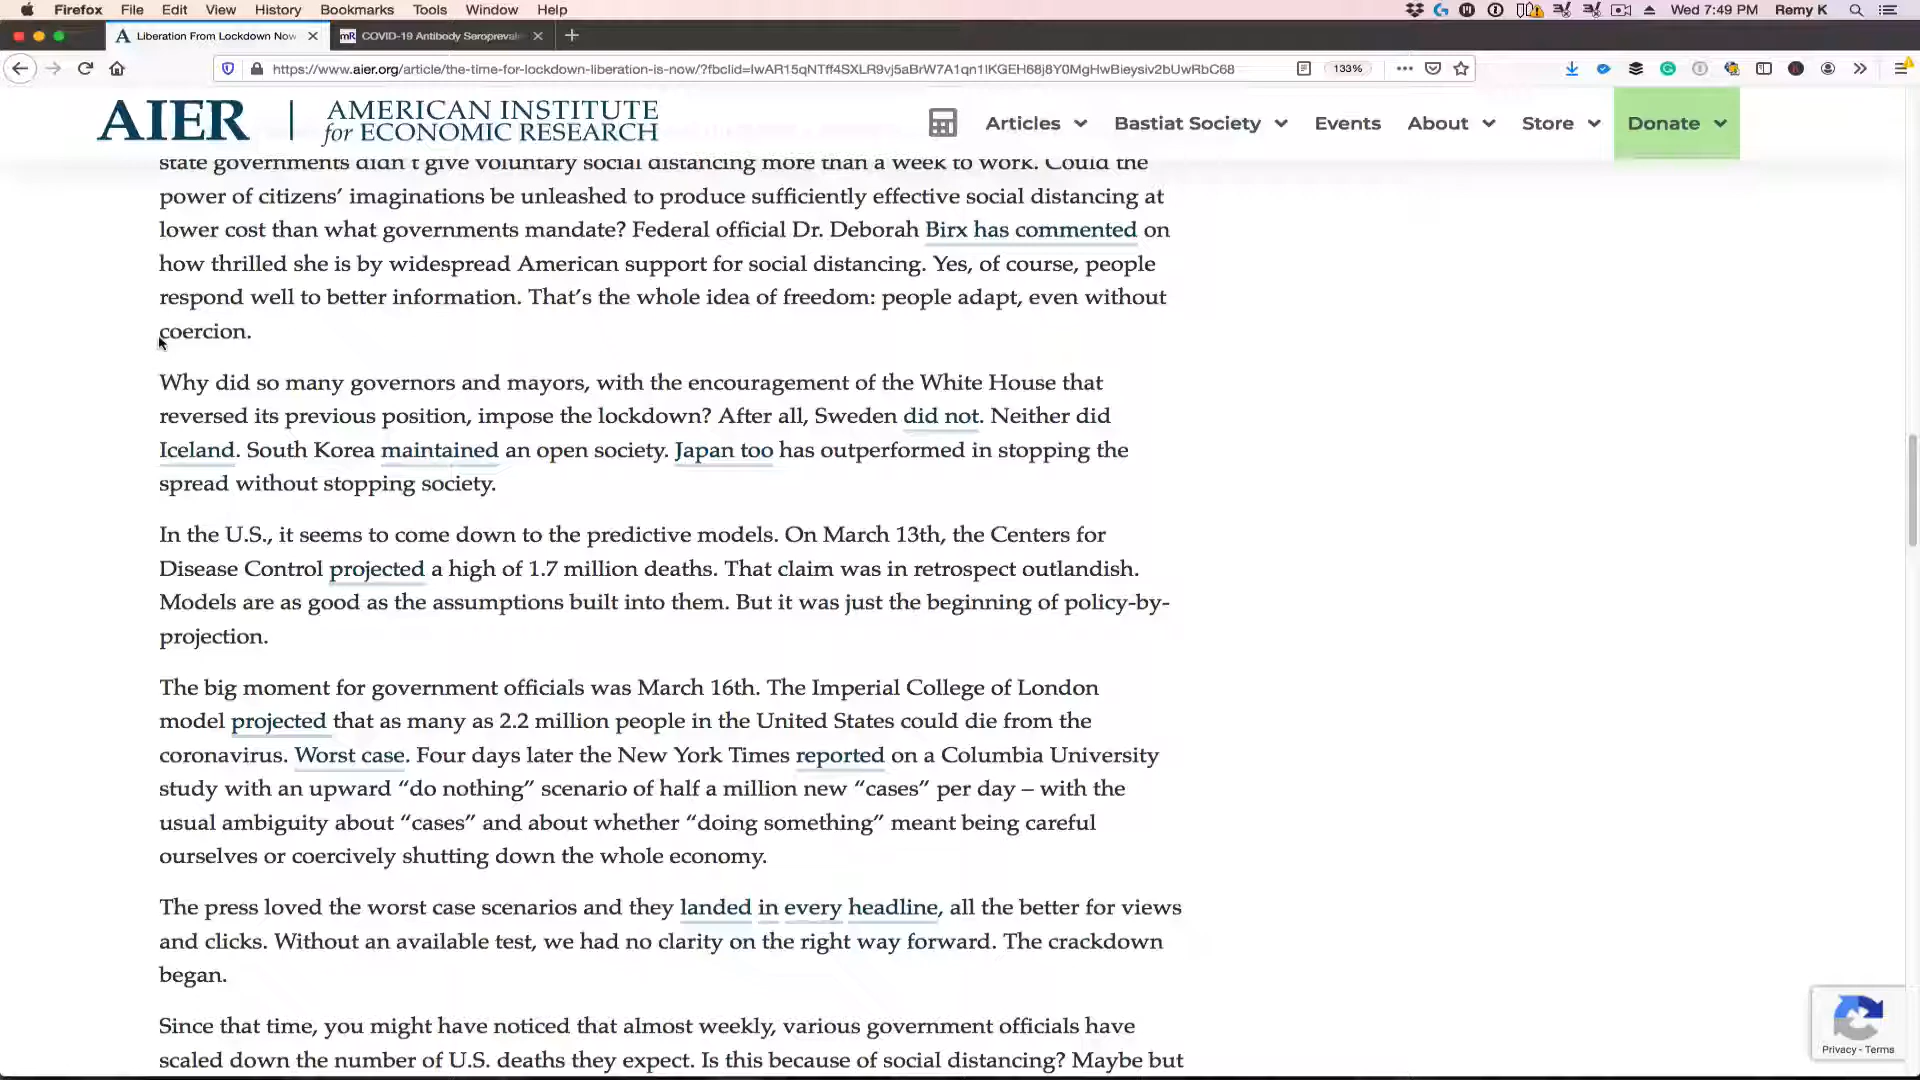 Firefox File Edit View History Bookmarks Tools Window Help Wed 7:49 PM Remy K
Liberation From Lockdown Now
mR COVID-19 Antibody Seropreval
https://www.aier.org/article/the-time-for-lockdown-liberation-is-now/?fbclid=IwAR15qNTff4SXLR9vj5aBrW7A1qn1IKGEH68j8Y0MgHwBieysiv2bUwRbC68 133%
AIER | AMERICAN INSTITUTE
for ECONOMIC RESEARCH
Articles Bastiat Society Events About Store Donate
state governments didn't give voluntary social distancing more than a week to work. Could the
power of citizens' imaginations be unleashed to produce sufficiently effective social distancing at
lower cost than what governments mandate? Federal official Dr. Deborah Birx has commented on
how thrilled she is by widespread American support for social distancing. Yes, of course, people
respond well to better information. That's the whole idea of freedom: people adapt, even without
coercion.
Why did so many governors and mayors, with the encouragement of the White House that
reversed its previous position, impose the lockdown? After all, Sweden did not. Neither did
Iceland. South Korea maintained an open society. Japan too has outperformed in stopping the
spread without stopping society.
In the U.S., it seems to come down to the predictive models. On March 13th, the Centers for
Disease Control projected a high of 1.7 million deaths. That claim was in retrospect outlandish.
Models are as good as the assumptions built into them. But it was just the beginning of policy-by-
projection.
The big moment for government officials was March 16th. The Imperial College of London
model projected that as many as 2.2 million people in the United States could die from the
coronavirus. Worst case. Four days later the New York Times reported on a Columbia University
study with an upward “do nothing” scenario of half a million new “cases” per day – with the
usual ambiguity about “cases” and about whether “doing something” meant being careful
ourselves or coercively shutting down the whole economy.
The press loved the worst case scenarios and they landed in every headline, all the better for views
and clicks. Without an available test, we had no clarity on the right way forward. The crackdown
began.
Since that time, you might have noticed that almost weekly, various government officials have
scaled down the number of U.S. deaths they expect. Is this because of social distancing? Maybe but
Privacy - Terms